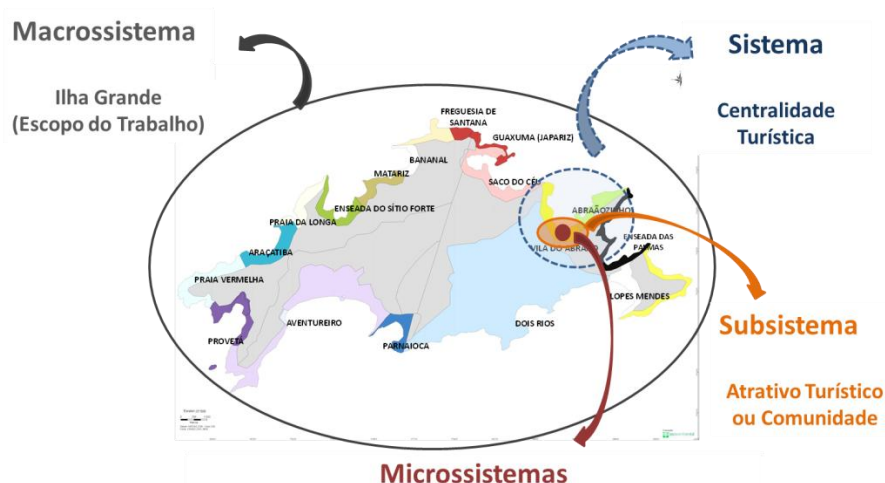 Macrossistema
Ilha Grande
(Escopo do Trabalho)
Sistema
Centralidade
Turística
FREGUESIA DE
SANTANA
GUAXUMA (JAPARIZ)
BANANAL
MATARIZ
SACO DO CÉU
ENSEADA DO SÍTIO FORTE
ABRAÃOZINHO
PRAIA DA LONGA
VILA DO ABRAÃO
ENSEADA DAS
PALMAS
ARAÇATIBA
PRAIA VERMELHA
LOPES MENDES
AVENTUREIRO
DOIS RIOS
PROVETÁ
PARNAIOCA
Subsistema
Atrativo Turístico
ou Comunidade
Microssistemas